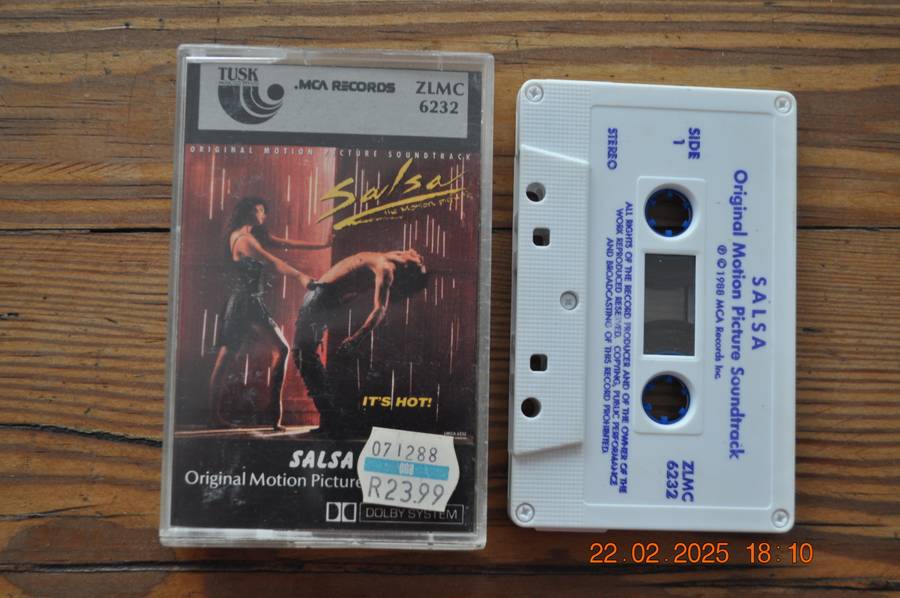 TUSK
MCA RECORDS
ZLMC
6232
ORIGINAL MOTION PICTURE SOUNDTRACK
Salsa
The Motion Picture
IT'S HOT!
SALSA
Original Motion Picture
071288
008
R23.99
DOLBY SYSTEM
SALSA
Original Motion Picture Soundtrack
℗ © 1988 MCA Records Inc.
SIDE
1
STEREO
ZLMC
6232
ALL RIGHTS OF THE RECORD PRODUCER AND OF THE OWNER OF THE
WORK REPRODUCED RESERVED. COPYING, PUBLIC PERFORMANCE
AND BROADCASTING OF THIS RECORD PROHIBITED.
22.02.2025 18:10